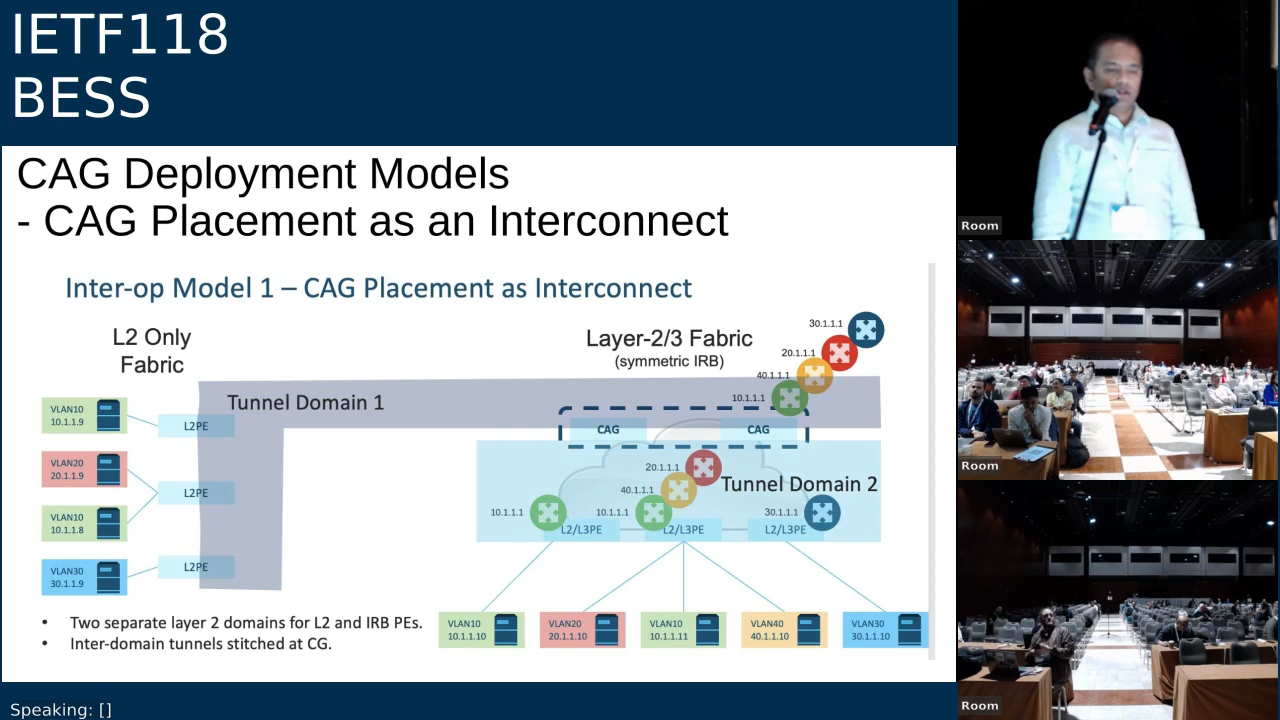 IETF118
BESS
CAG Deployment Models
- CAG Placement as an Interconnect
Inter-op Model 1 – CAG Placement as Interconnect
L2 Only
Fabric
Layer-2/3 Fabric
(symmetric IRB)
30.1.1.1
20.1.1.1
40.1.1.1
10.1.1.1
Tunnel Domain 1
VLAN10
10.1.1.9
L2PE
VLAN20
20.1.1.9
L2PE
VLAN10
10.1.1.8
VLAN30
30.1.1.9
L2PE
CAG
CAG
20.1.1.1
40.1.1.1
Tunnel Domain 2
10.1.1.1
10.1.1.1
30.1.1.1
L2/L3PE
L2/L3PE
L2/L3PE
VLAN10
10.1.1.10
VLAN20
20.1.1.10
VLAN10
10.1.1.11
VLAN40
40.1.1.10
VLAN30
30.1.1.10
• Two separate layer 2 domains for L2 and IRB PEs.
• Inter-domain tunnels stitched at CG.
Room
Room
Room
Speaking: []